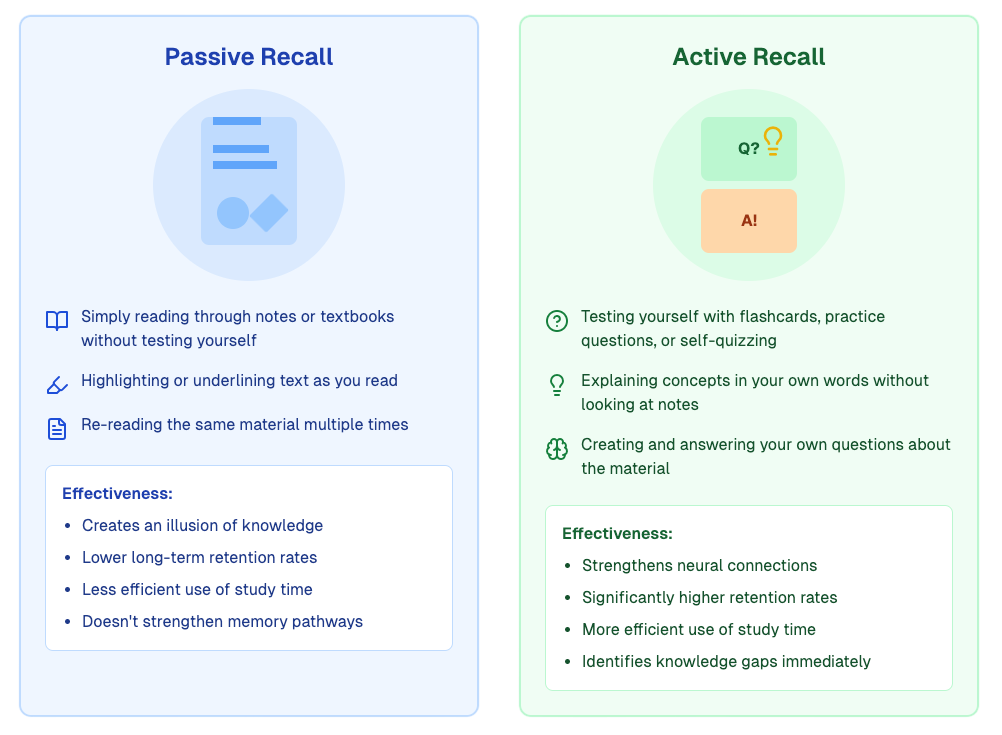 Passive Recall
Simply reading through notes or textbooks
without testing yourself
Highlighting or underlining text as you read
Re-reading the same material multiple times
Effectiveness:
• Creates an illusion of knowledge
• Lower long-term retention rates
• Less efficient use of study time
• Doesn't strengthen memory pathways
Active Recall
Q?
A!
Testing yourself with flashcards, practice
questions, or self-quizzing
Explaining concepts in your own words without
looking at notes
Creating and answering your own questions about
the material
Effectiveness:
• Strengthens neural connections
• Significantly higher retention rates
• More efficient use of study time
• Identifies knowledge gaps immediately